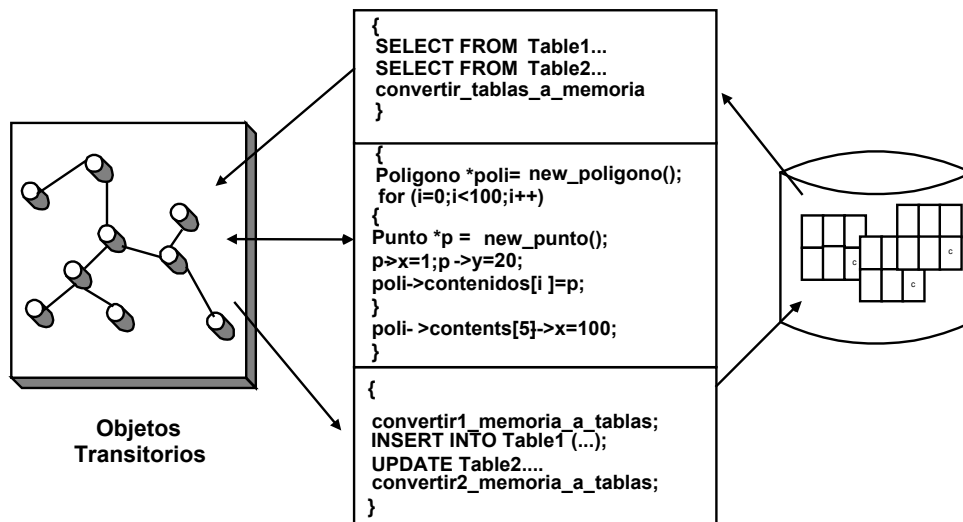 {
SELECT FROM Table1...
SELECT FROM Table2...
convertir_tablas_a_memoria
}
{
Poligono *poli= new_poligono();
for (i=0;i<100;i++)
{
Punto *p = new_punto();
p->x=1;p ->y=20;
poli->contenidos[i ]=p;
}
poli- >contents[5]->x=100;
}
{
convertir1_memoria_a_tablas;
INSERT INTO Table1 (...);
UPDATE Table2....
convertir2_memoria_a_tablas;
}
Objetos
Transitorios
c
c
c